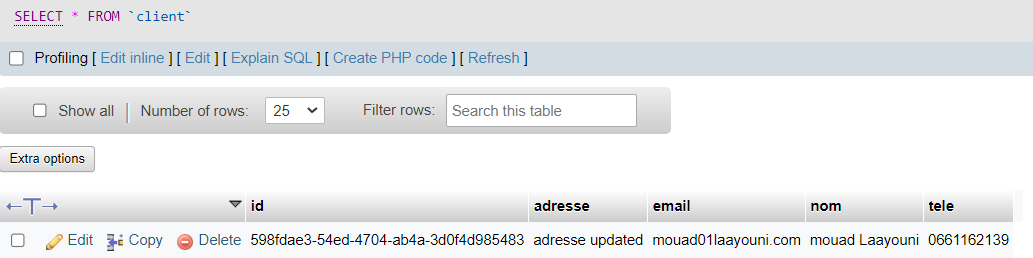 SELECT * FROM `client`
Profiling [ Edit inline ] [ Edit ] [ Explain SQL ] [ Create PHP code ] [ Refresh ]
Show all Number of rows: 25 Filter rows: Search this table
Extra options
id adresse email nom tele
Edit Copy Delete 598fdae3-54ed-4704-ab4a-3d0f4d985483 adresse updated mouad01laayouni.com mouad Laayouni 0661162139